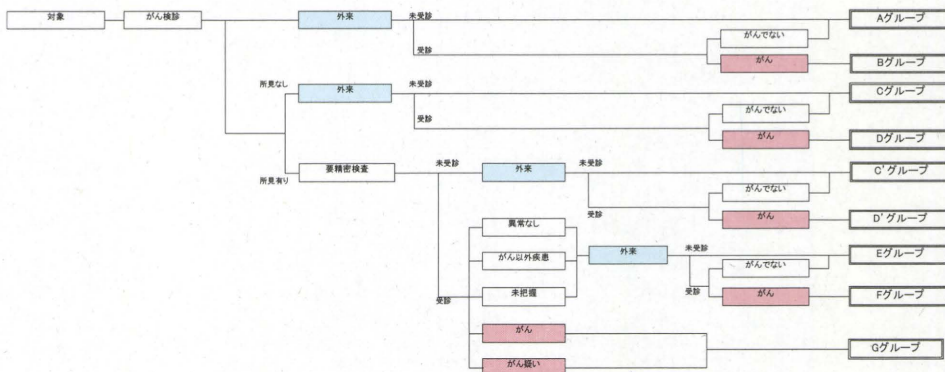 対象
がん検診
外来
未受診
Aグループ
がんでない
受診
がん
Bグループ
所見なし
外来
未受診
Cグループ
がんでない
受診
がん
Dグループ
所見有り
要精密検査
未受診
外来
未受診
C'グループ
がんでない
受診
がん
D'グループ
異常なし
外来
未受診
Eグループ
がん以外疾患
がんでない
受診
未把握
受診
がん
Fグループ
がん
Gグループ
がん疑い